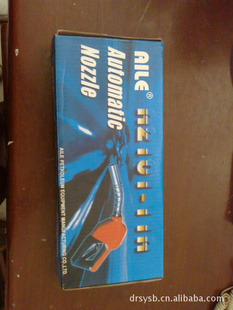 AILE®
Automatic
Nozzle
AILE PETROLEUM EQUIPMENT MANUFACTURING CO.,LTD.
drsysb.cn.alibaba.com